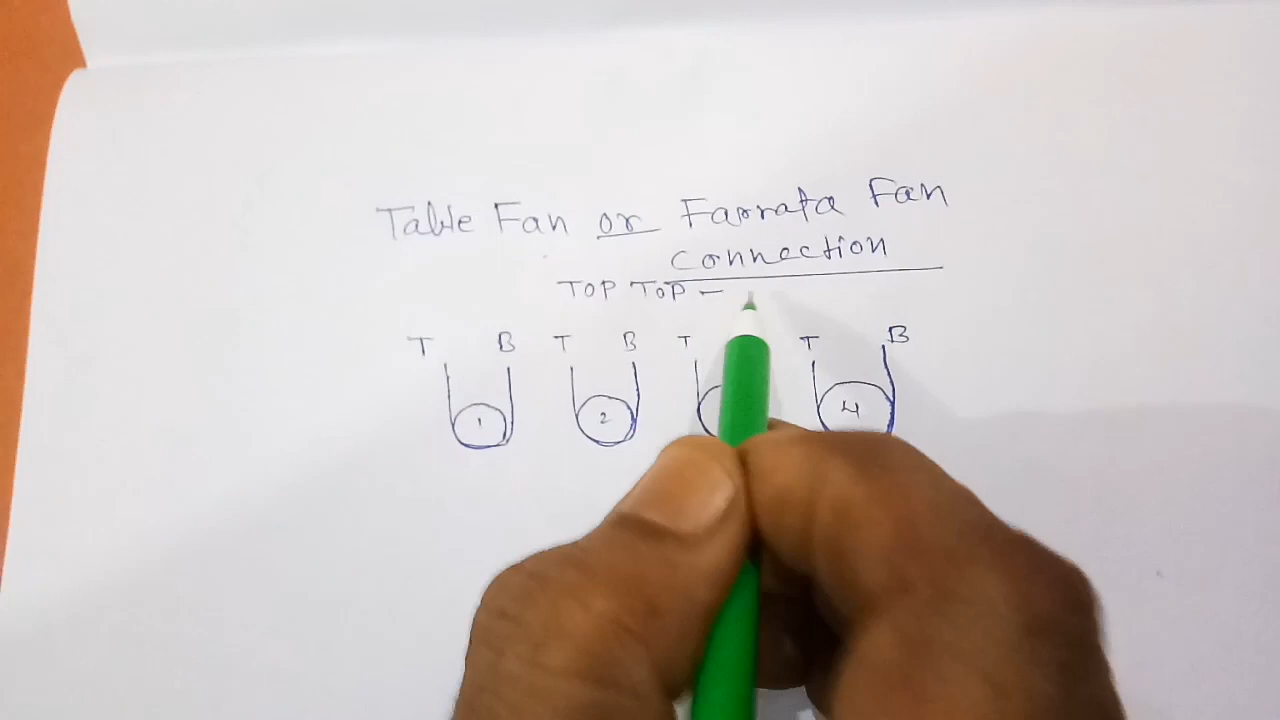 Table Fan or Farrata Fan
Connection
TOP TOP -
T B T B T T B
1 2 4